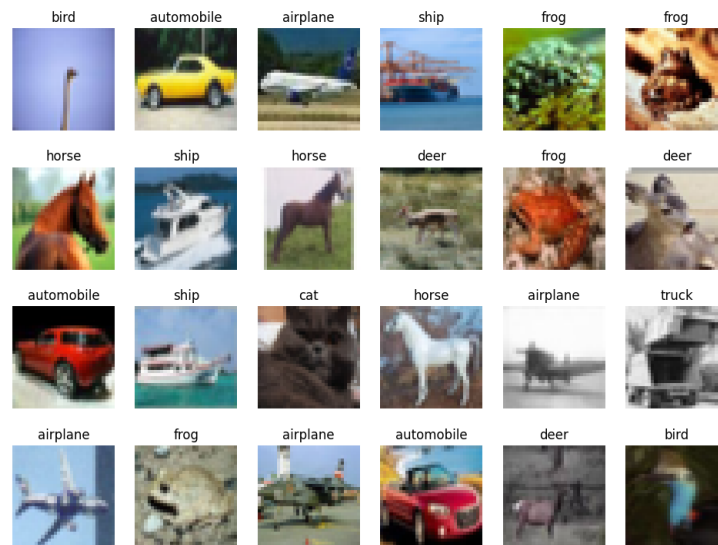 bird automobile airplane ship frog frog
horse ship horse deer frog deer
automobile ship cat horse airplane truck
airplane frog airplane automobile deer bird